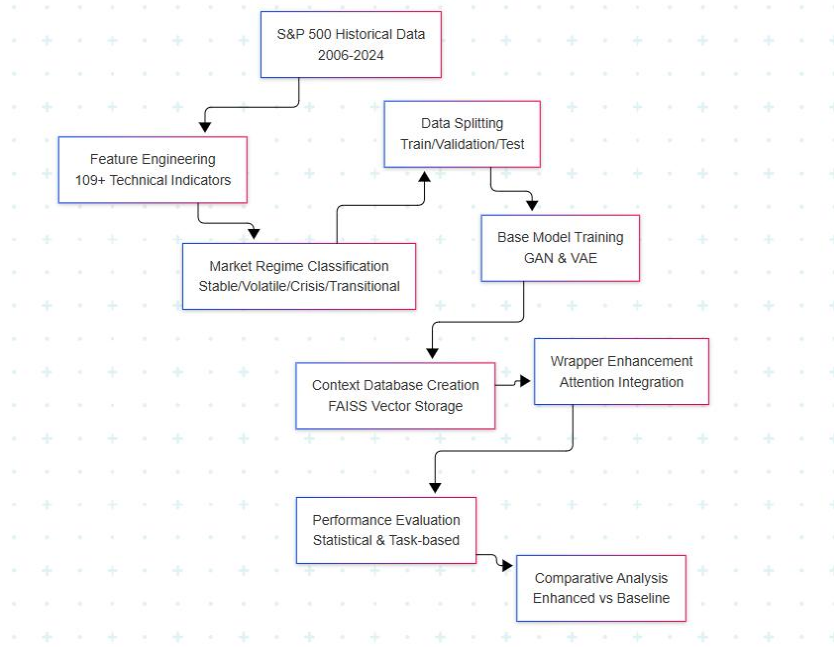 S&P 500 Historical Data
2006-2024
Feature Engineering
109+ Technical Indicators
Market Regime Classification
Stable/Volatile/Crisis/Transitional
Data Splitting
Train/Validation/Test
Base Model Training
GAN & VAE
Context Database Creation
FAISS Vector Storage
Wrapper Enhancement
Attention Integration
Performance Evaluation
Statistical & Task-based
Comparative Analysis
Enhanced vs Baseline